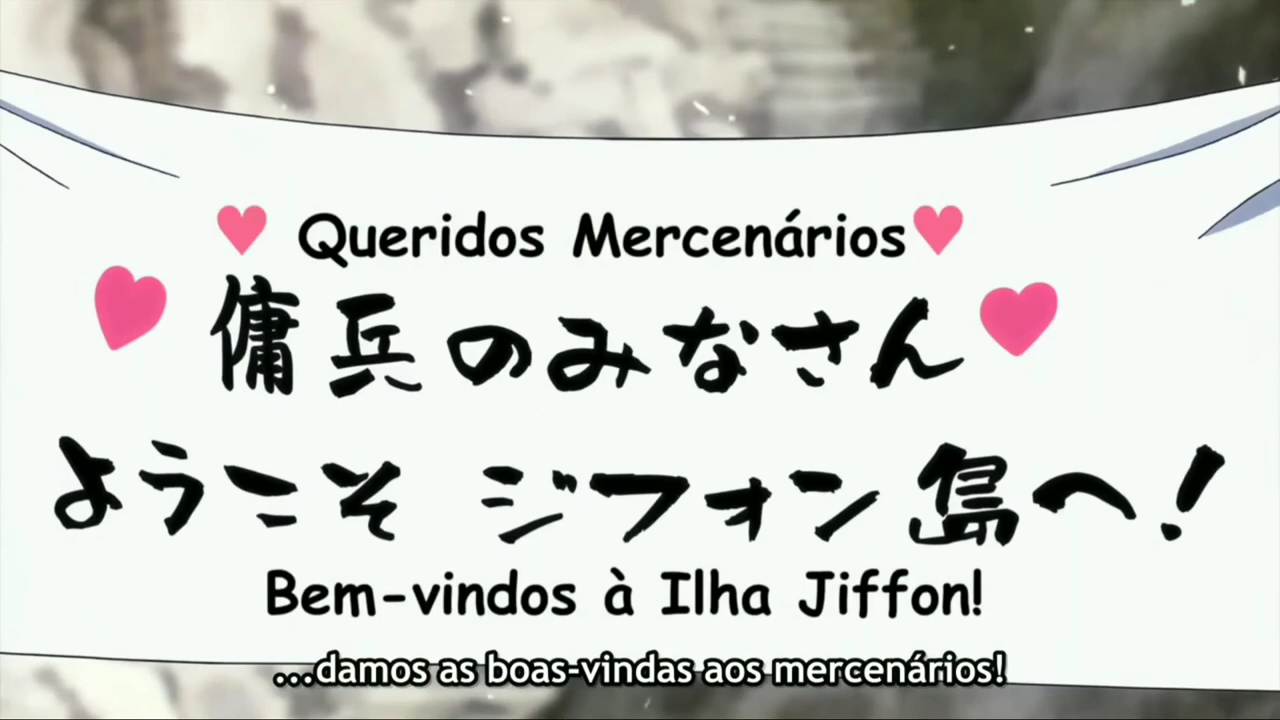 ♥ Queridos Mercenários♥
♥傭兵のみなさん♥
ようこそ ジフォン島へ!
Bem-vindos à Ilha Jiffon!
...damos as boas-vindas aos mercenários!